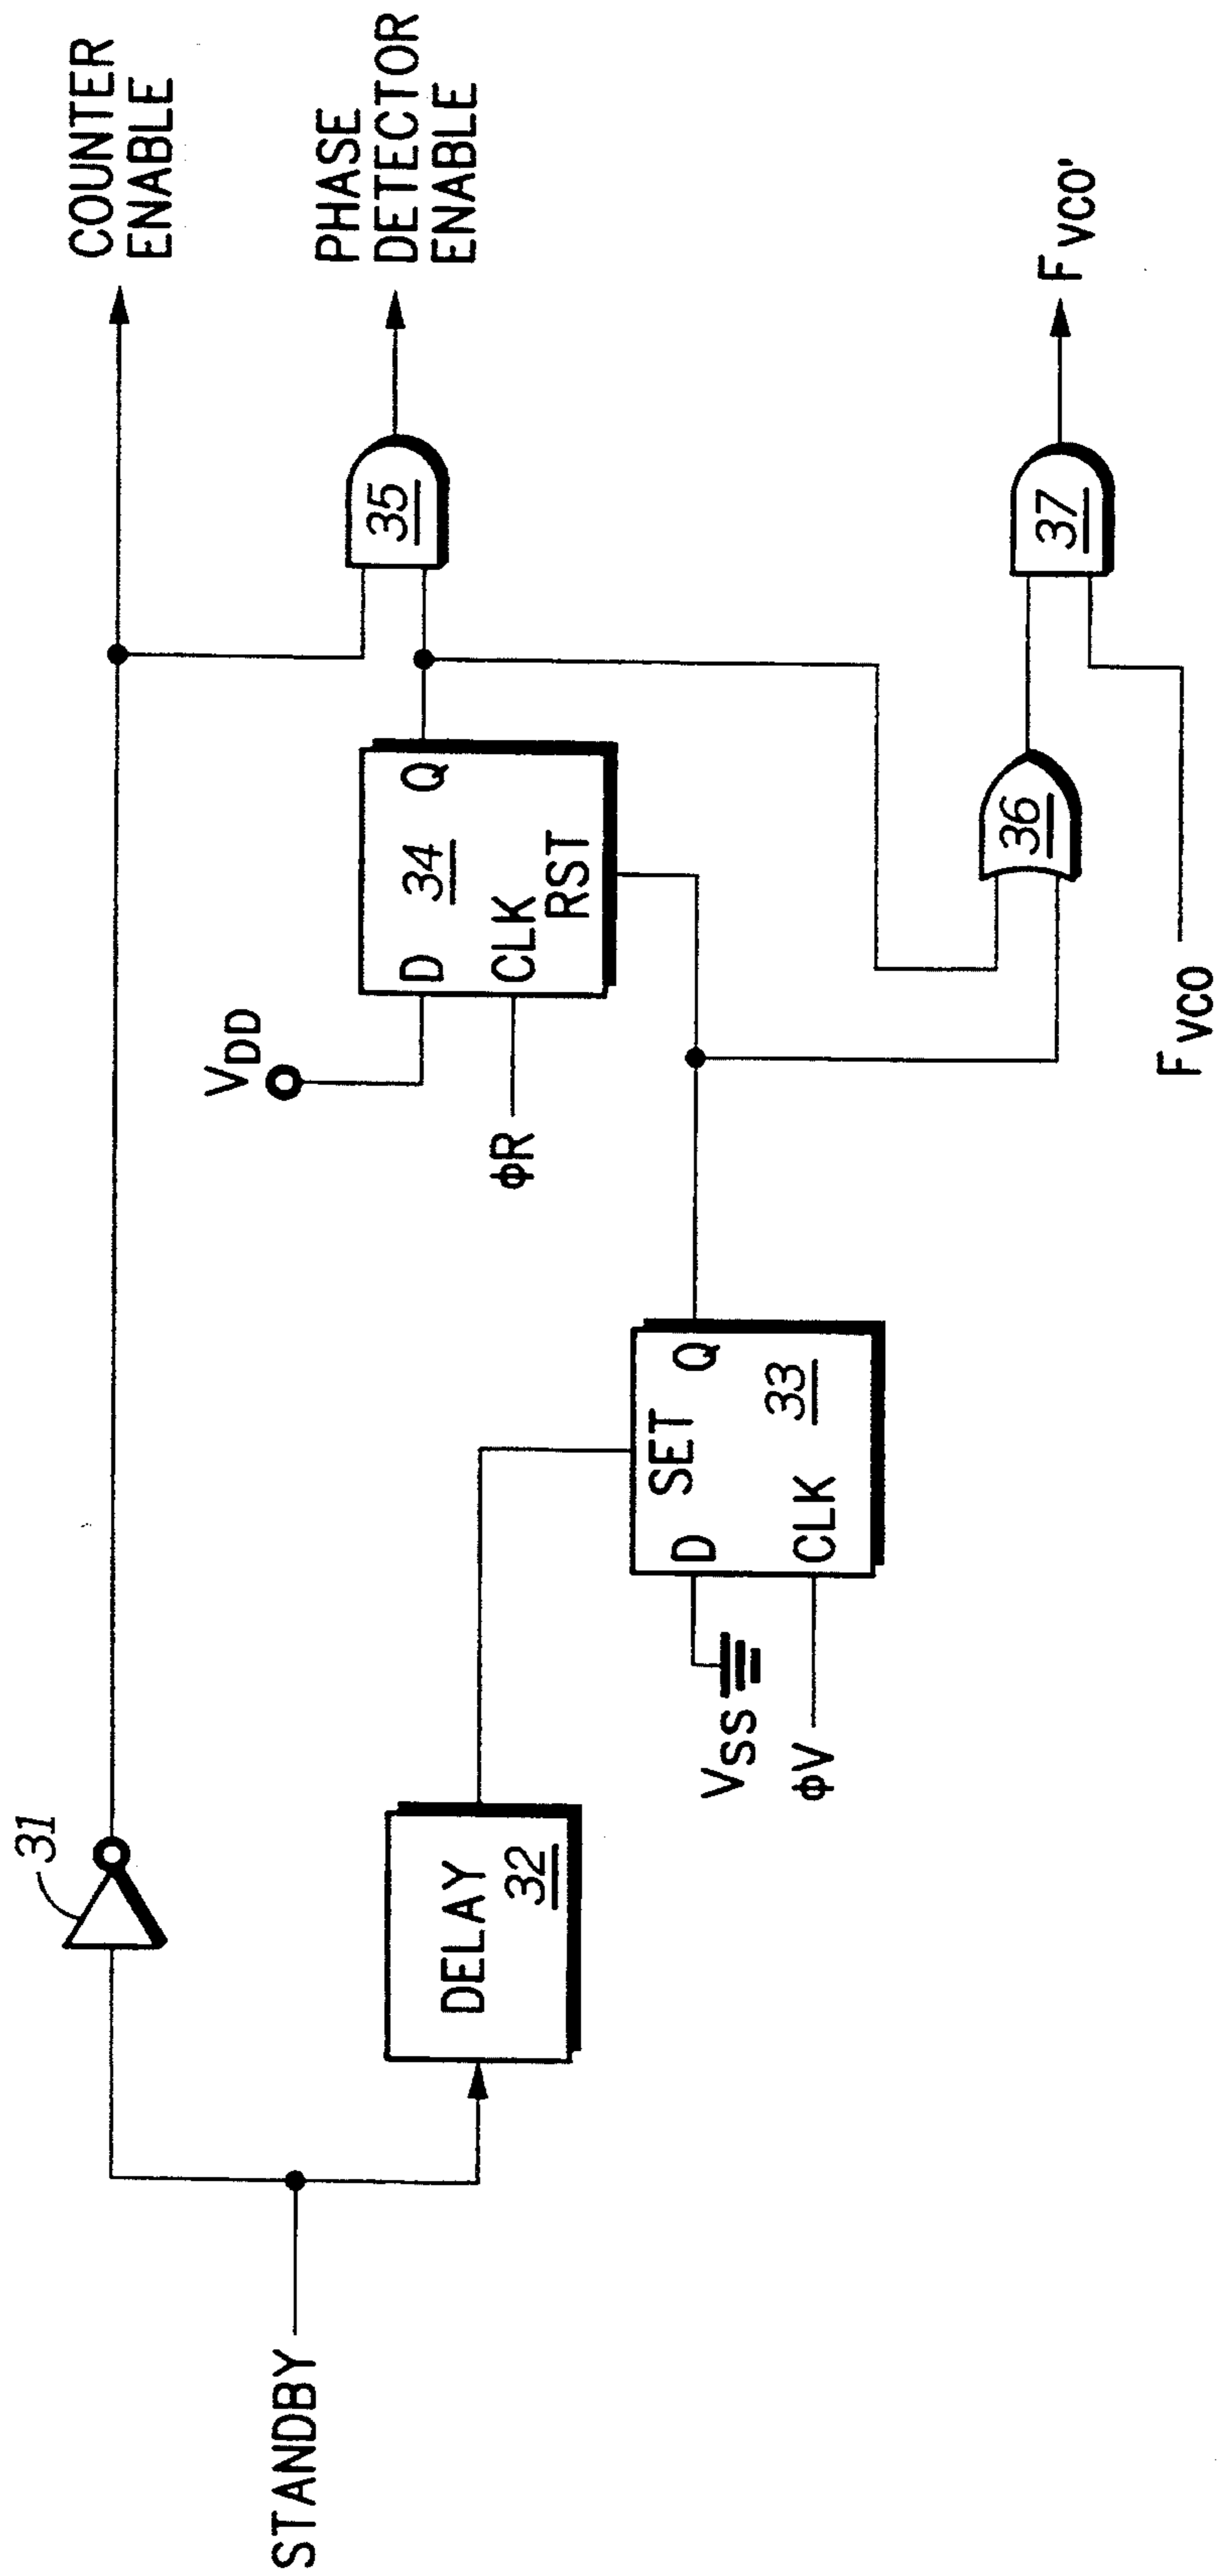 STANDBY
31
DELAY
32
COUNTER
ENABLE
VDD
ϕR
D
Q
34
CLK
RST
35
PHASE
DETECTOR
ENABLE
SET
D
Q
33
CLK
VSS
ϕV
36
37
FVCO
FVCO'